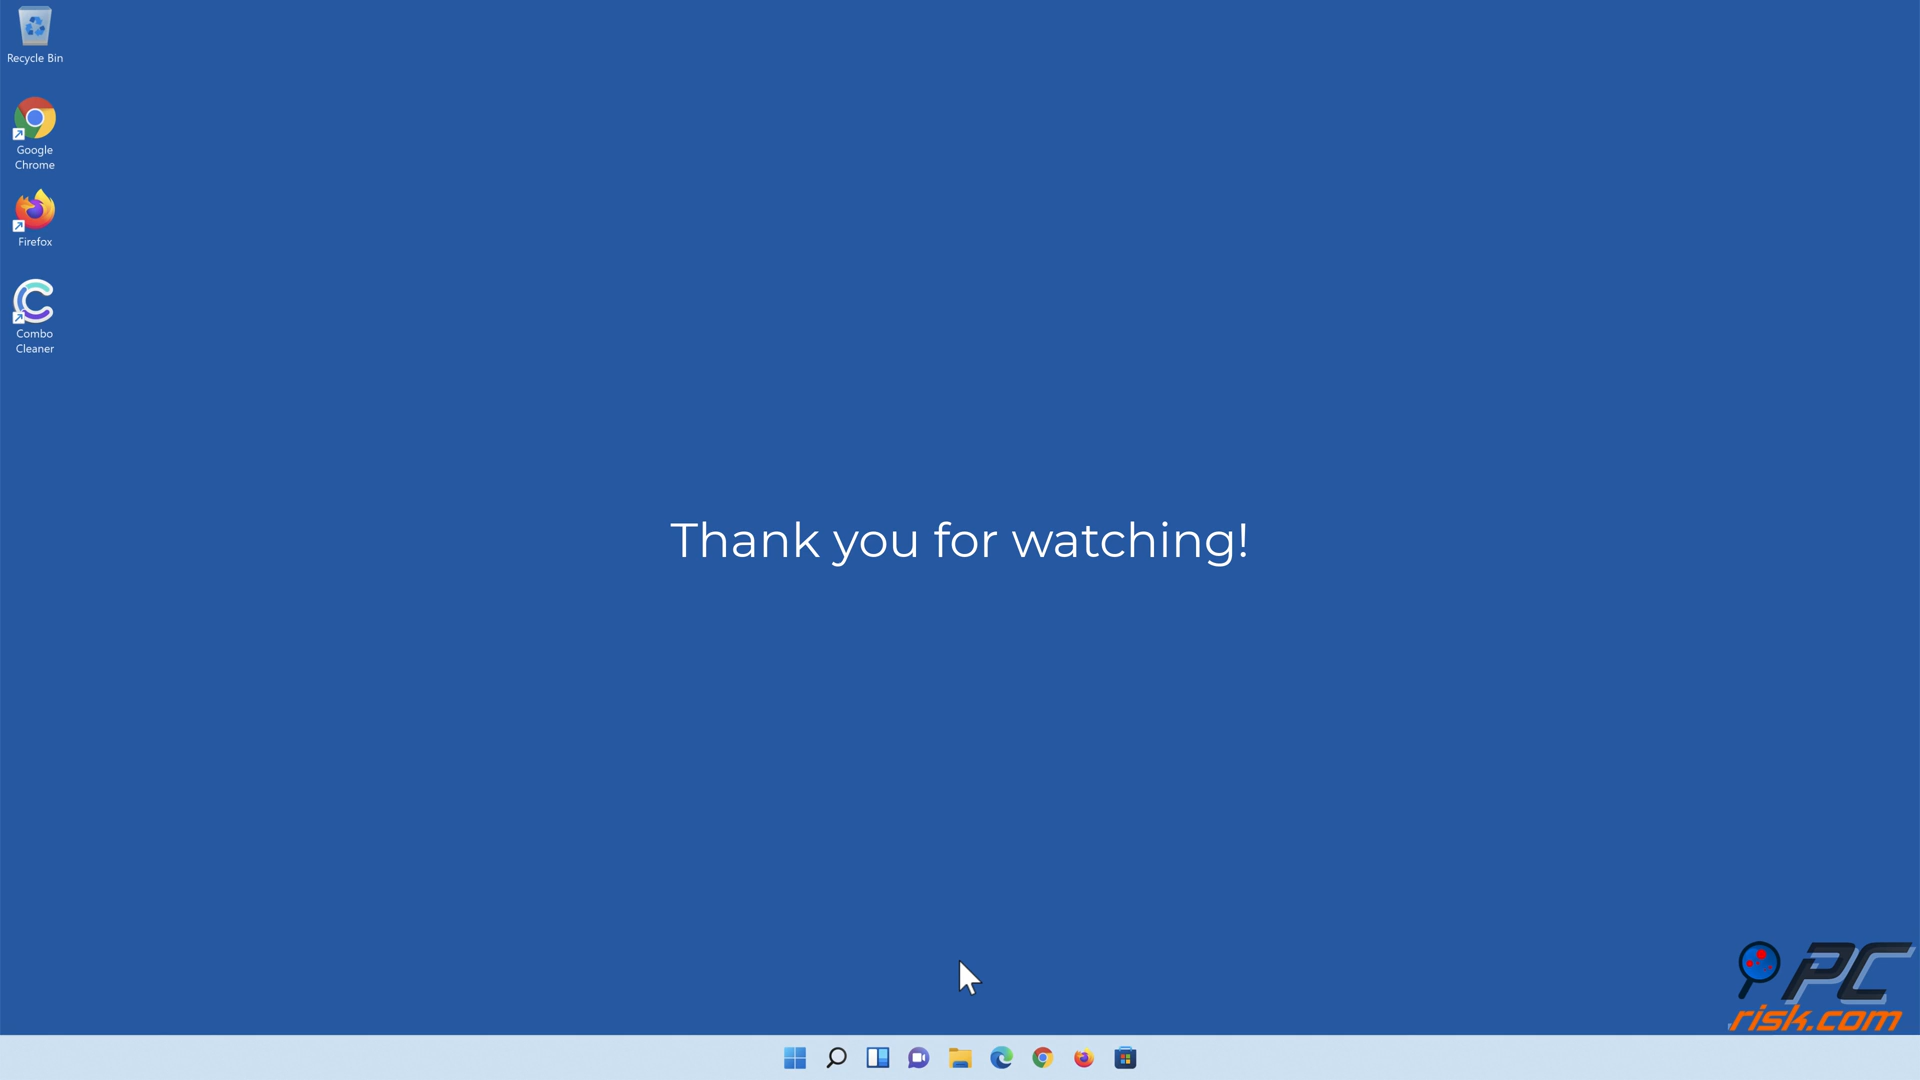 Recycle Bin
Google
Chrome
Firefox
Combo
Cleaner
Thank you for watching!
PC
risk.com